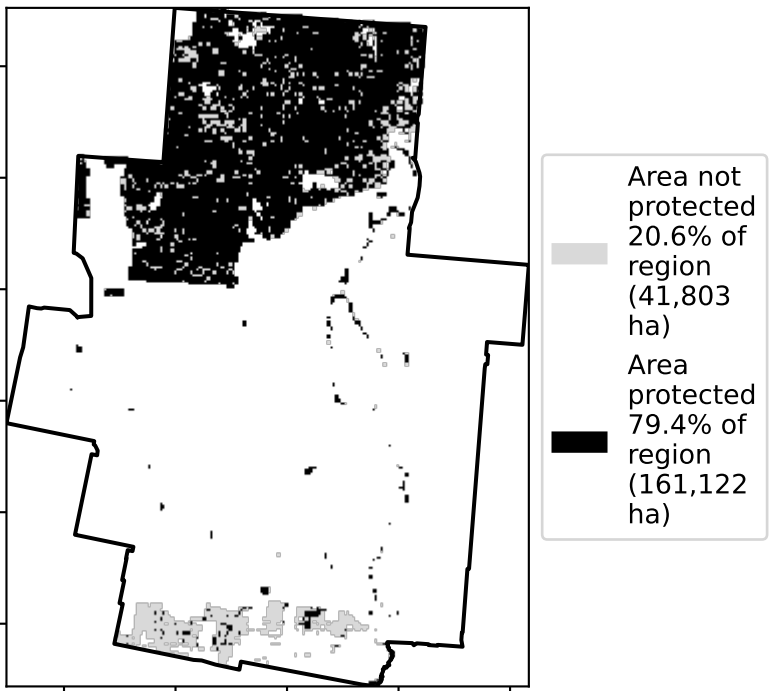 Area not
protected
20.6% of
region
(41,803
ha)
Area
protected
79.4% of
region
(161,122
ha)